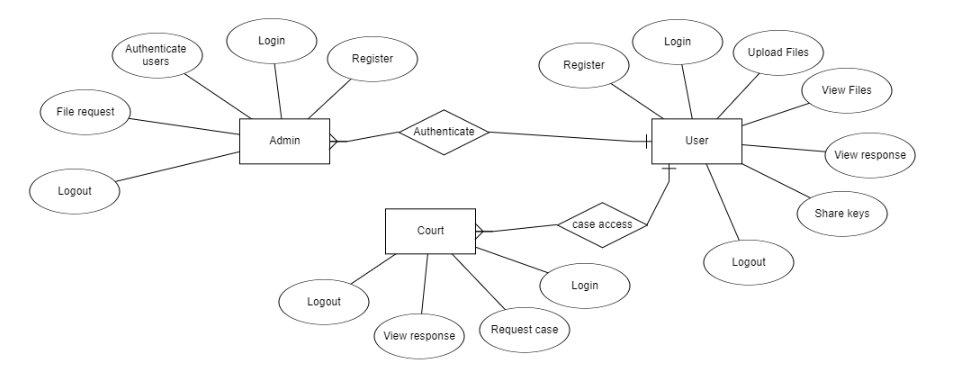 Login
Authenticate
users
Register
File request
Admin
Logout
Authenticate
Login
Register
Upload Files
View Files
User
View response
Share keys
Logout
case access
Court
Login
Logout
View response
Request case